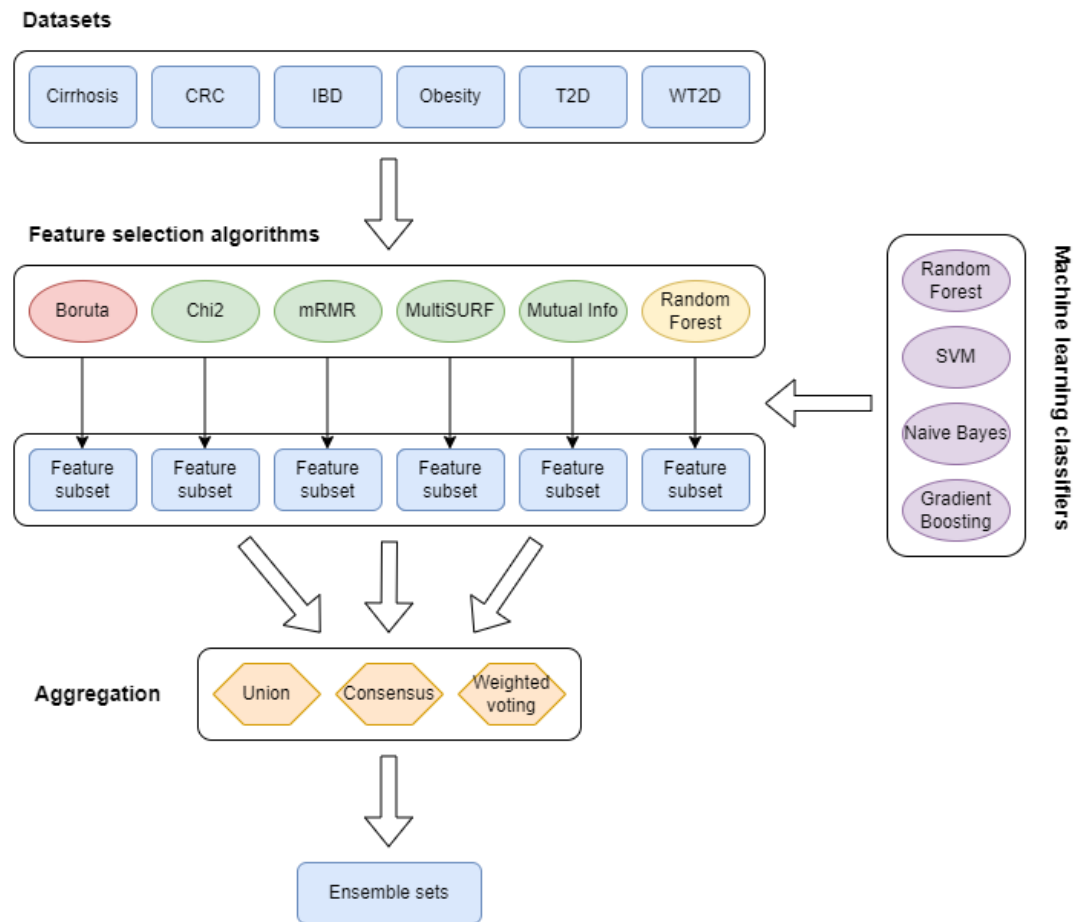 Datasets
Cirrhosis
CRC
IBD
Obesity
T2D
WT2D
Feature selection algorithms
Boruta
Chi2
mRMR
MultiSURF
Mutual Info
Random
Forest
Feature
subset
Feature
subset
Feature
subset
Feature
subset
Feature
subset
Feature
subset
Random
Forest
SVM
Naive Bayes
Gradient
Boosting
Machine learning classifiers
Aggregation
Union
Consensus
Weighted
voting
Ensemble sets